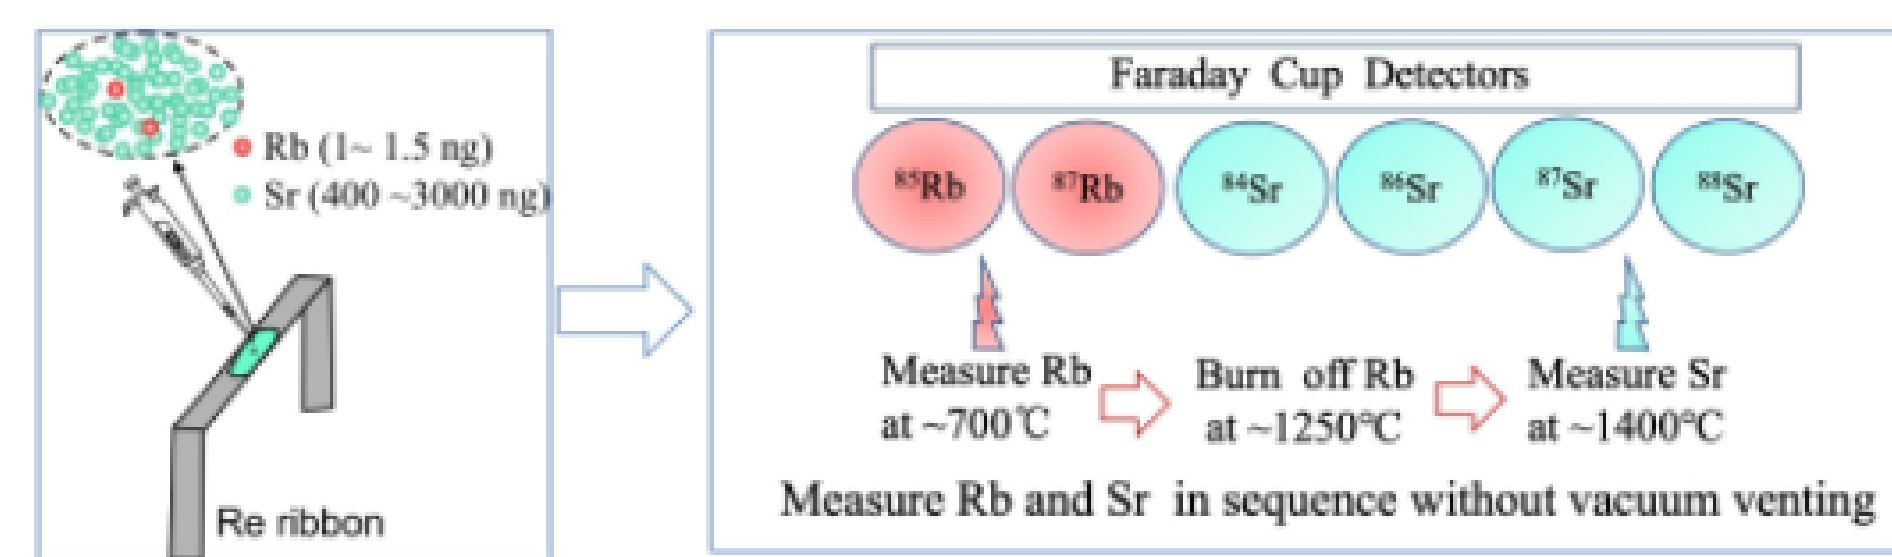 Rb (1~ 1.5 ng)
Sr (400 ~3000 ng)
Re ribbon
Faraday Cup Detectors
⁸⁵Rb ⁸⁷Rb ⁸⁴Sr ⁸⁶Sr ⁸⁷Sr ⁸⁸Sr
Measure Rb
at ~700℃
Burn off Rb
at ~1250℃
Measure Sr
at ~1400℃
Measure Rb and Sr in sequence without vacuum venting